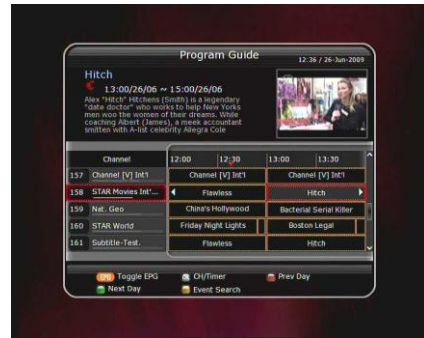 Program Guide
12:36 / 26-Jun-2009
Hitch
13:00/26/06 ~ 15:00/26/06
Alex "Hitch" Hitchens (Smith) is a legendary
"date doctor" who works to help New Yorks
men woo the women of their dreams. While
coaching Albert (James), a meek accountant
smitten with A-list celebrity Allegra Cole
Channel 12:00 12:30 13:00 13:30
157 Channel [V] Int'l Channel [V] Int'l Channel [V] Int'l
158 STAR Movies Int'... Flawless Hitch
159 Nat. Geo China's Hollywood Bacterial Serial Killer
160 STAR World Friday Night Lights Boston Legal
161 Subtitle-Test. Flawless Hitch
EPG Toggle EPG CH/Timer Prev Day
Next Day Event Search